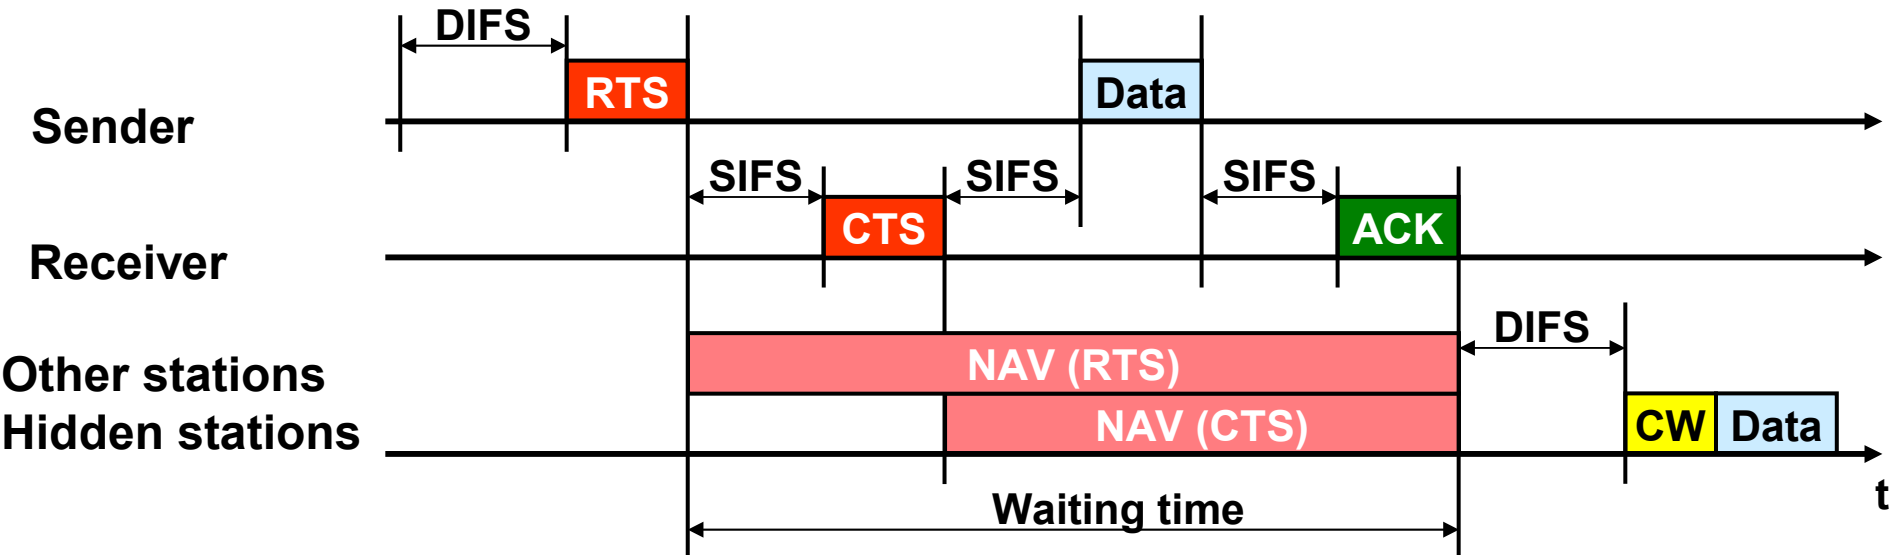 DIFS
RTS
Data
Sender
SIFS
SIFS
SIFS
CTS
ACK
Receiver
DIFS
NAV (RTS)
Other stations
NAV (CTS)
CW
Data
Hidden stations
t
Waiting time